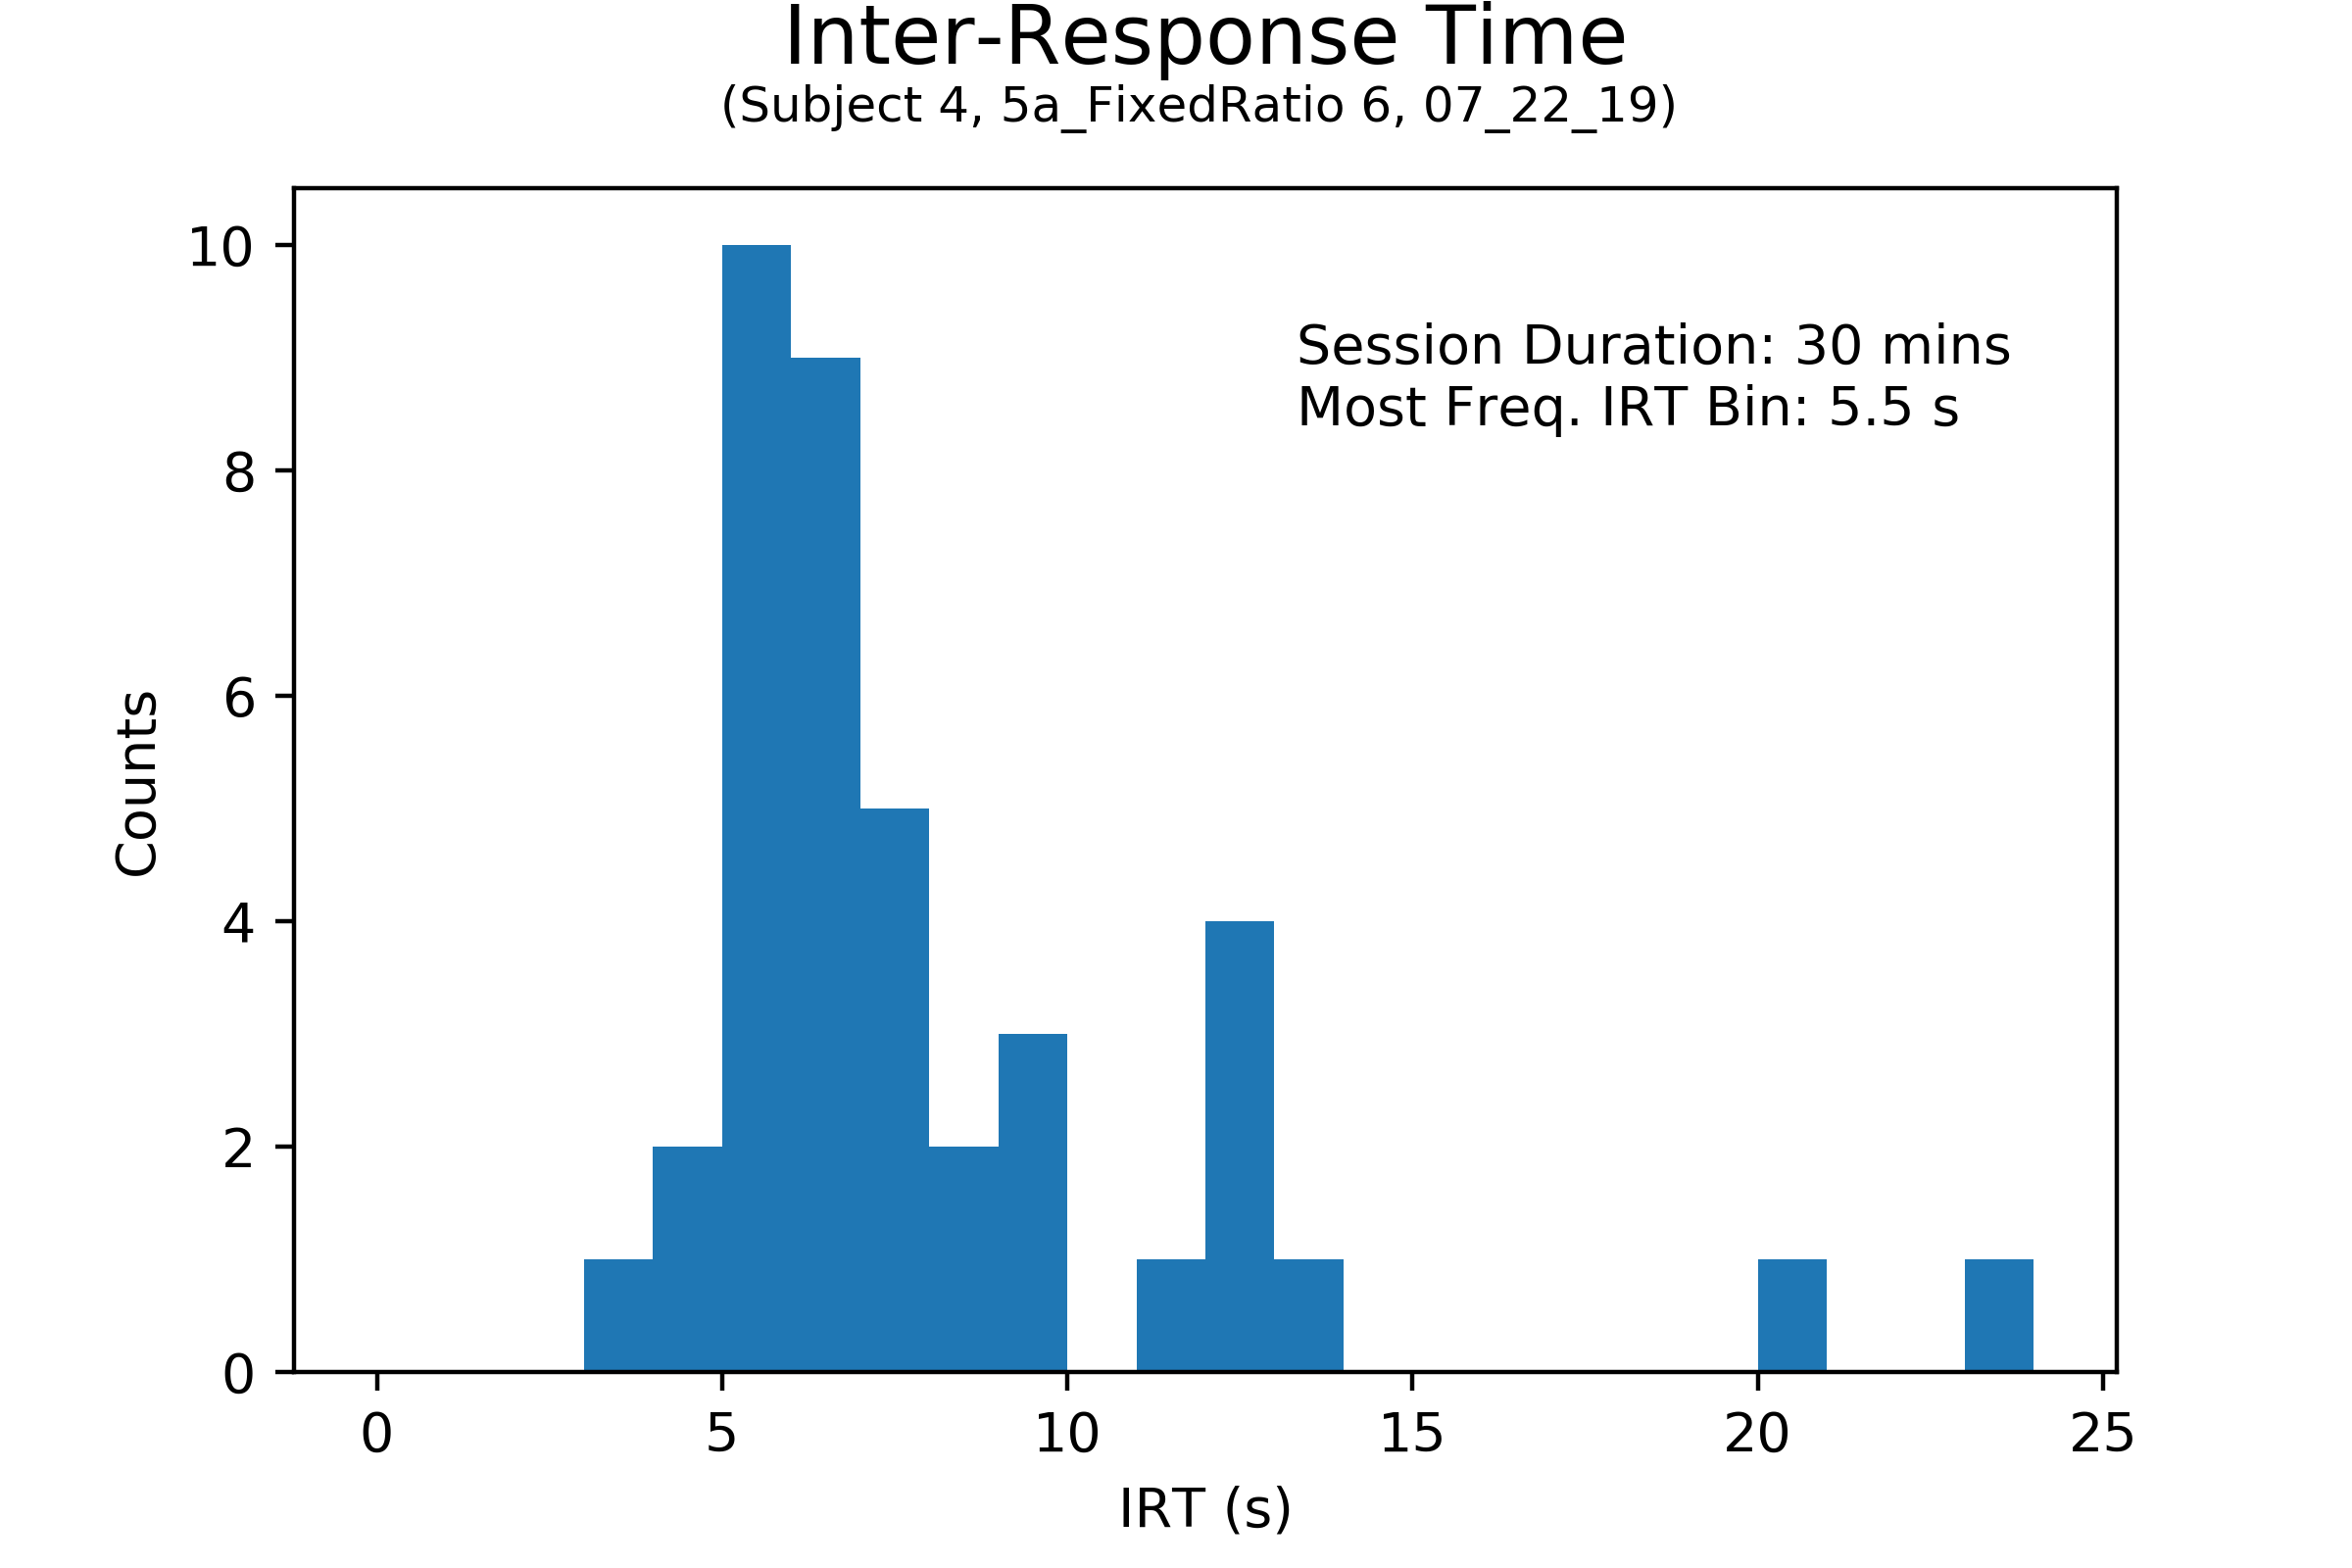 Inter-Response Time
(Subject 4, 5a_FixedRatio 6, 07_22_19)
10
8
6
4
2
0
Counts
Session Duration: 30 mins
Most Freq. IRT Bin: 5.5 s
0 5 10 15 20 25
IRT (s)